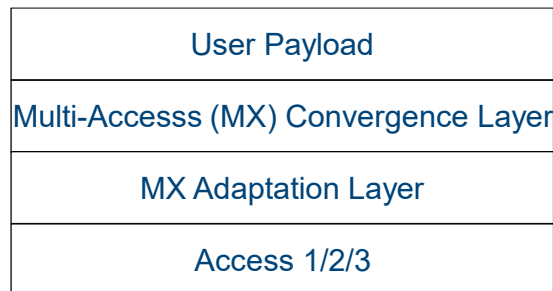 User Payload
Multi-Accesss (MX) Convergence Layer
MX Adaptation Layer
Access 1/2/3